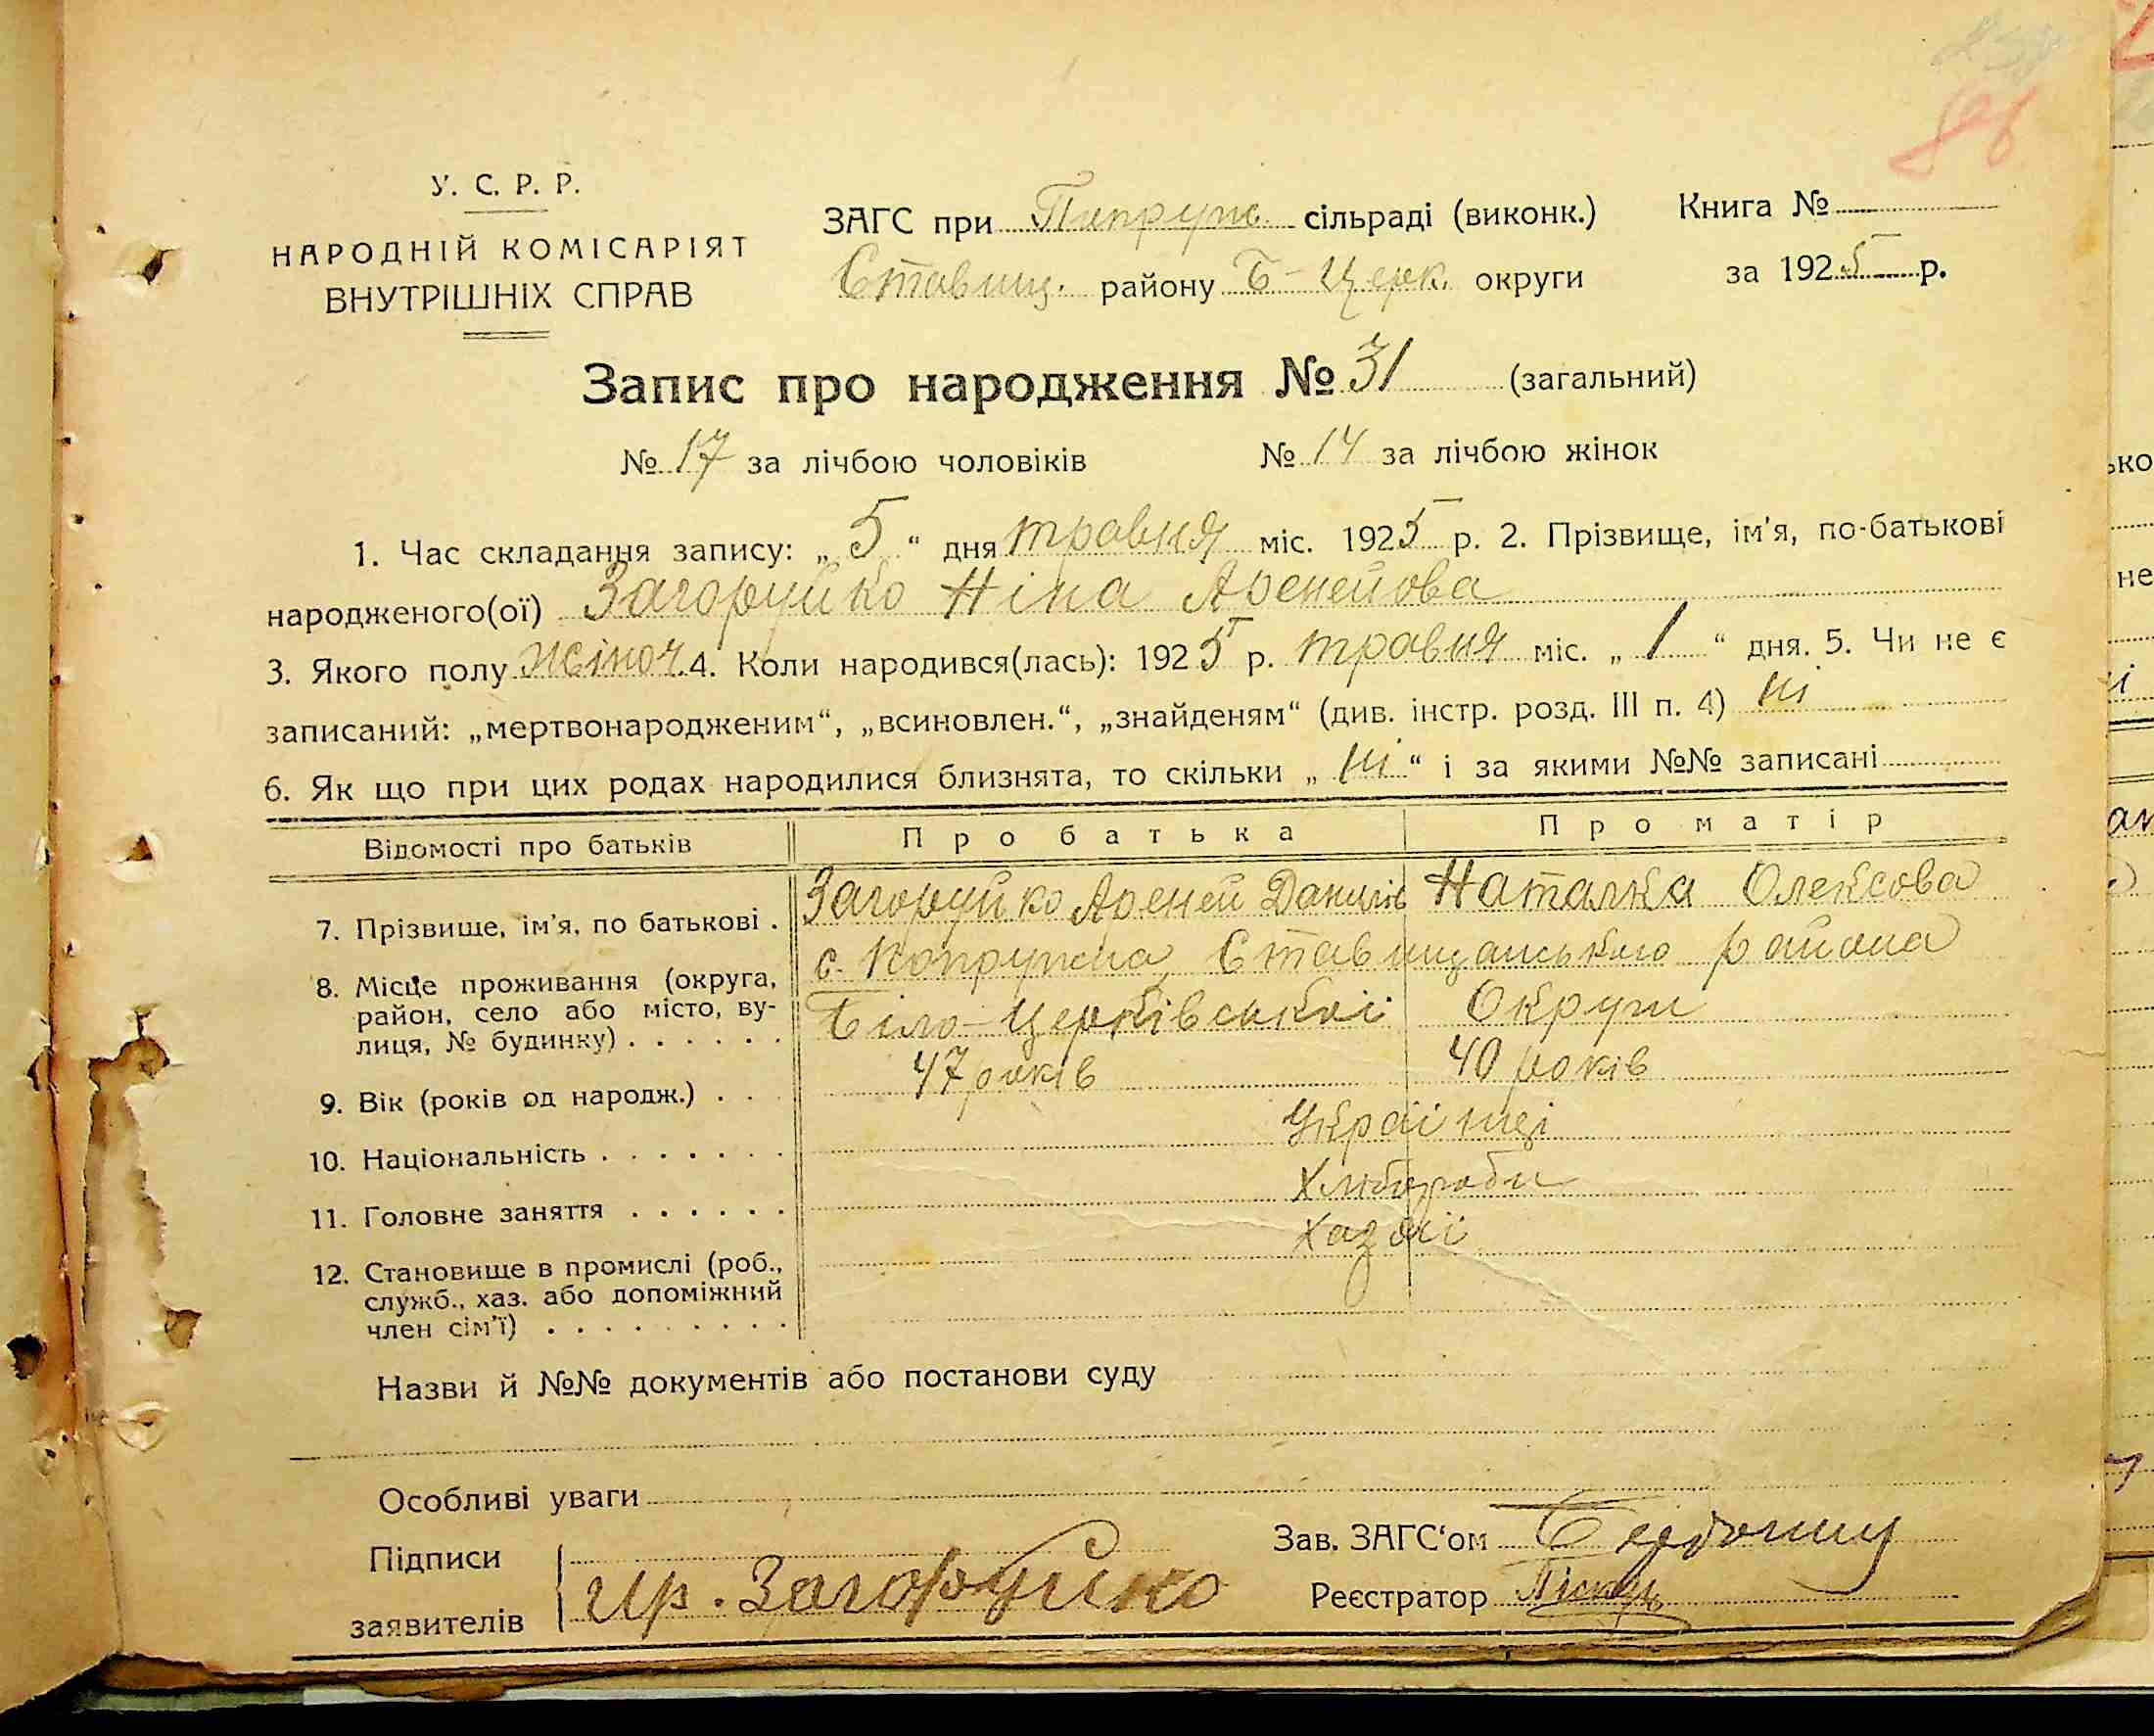 У. С. Р. Р.
НАРОДНІЙ КОМІСАРІЯТ
ВНУТРІШНІХ СПРАВ
ЗАГС при сільраді (виконк.) Книга №
Ставищ. району Б-Церк. округи за 1925 р.
Запис про народження № 31 (загальний)
№ 17 за лічбою чоловіків № 14 за лічбою жінок
1. Час складання запису: „5“ дня травня міс. 1925 р. 2. Прізвище, ім'я, по-батькові
народженого(ої) Загоруйко Ніна
3. Якого полу жіноч. 4. Коли народився(лась): 1925 р. травня міс. „1“ дня. 5. Чи не є
записаний: „мертвонародженим“, „всиновлен.“, „знайденям“ (див. інстр. розд. III п. 4) ні
6. Як що при цих родах народилися близнята, то скільки „ні“ і за якими №№ записані
Відомості про батьків Про батька Про матір
7. Прізвище, ім'я, по батькові . Загоруйко Данилів Наталка Олексова
8. Місце проживання (округа, район, село або місто, вулиця, № будинку) . . . . . . с. Ставищанського района
Біло-Церківської Округи
9. Вік (років од народж.) . . . 47 років 40 років
10. Національність . . . . . . . Українці
11. Головне заняття . . . . . . Хлібороби
12. Становище в промислі (роб., служб., хаз. або допоміжний член сім'ї) . . . . . . . . . Хазяї
Назви й №№ документів або постанови суду
Особливі уваги
Підписи
заявителів Загоруйко
Зав. ЗАГС'ом
Реєстратор